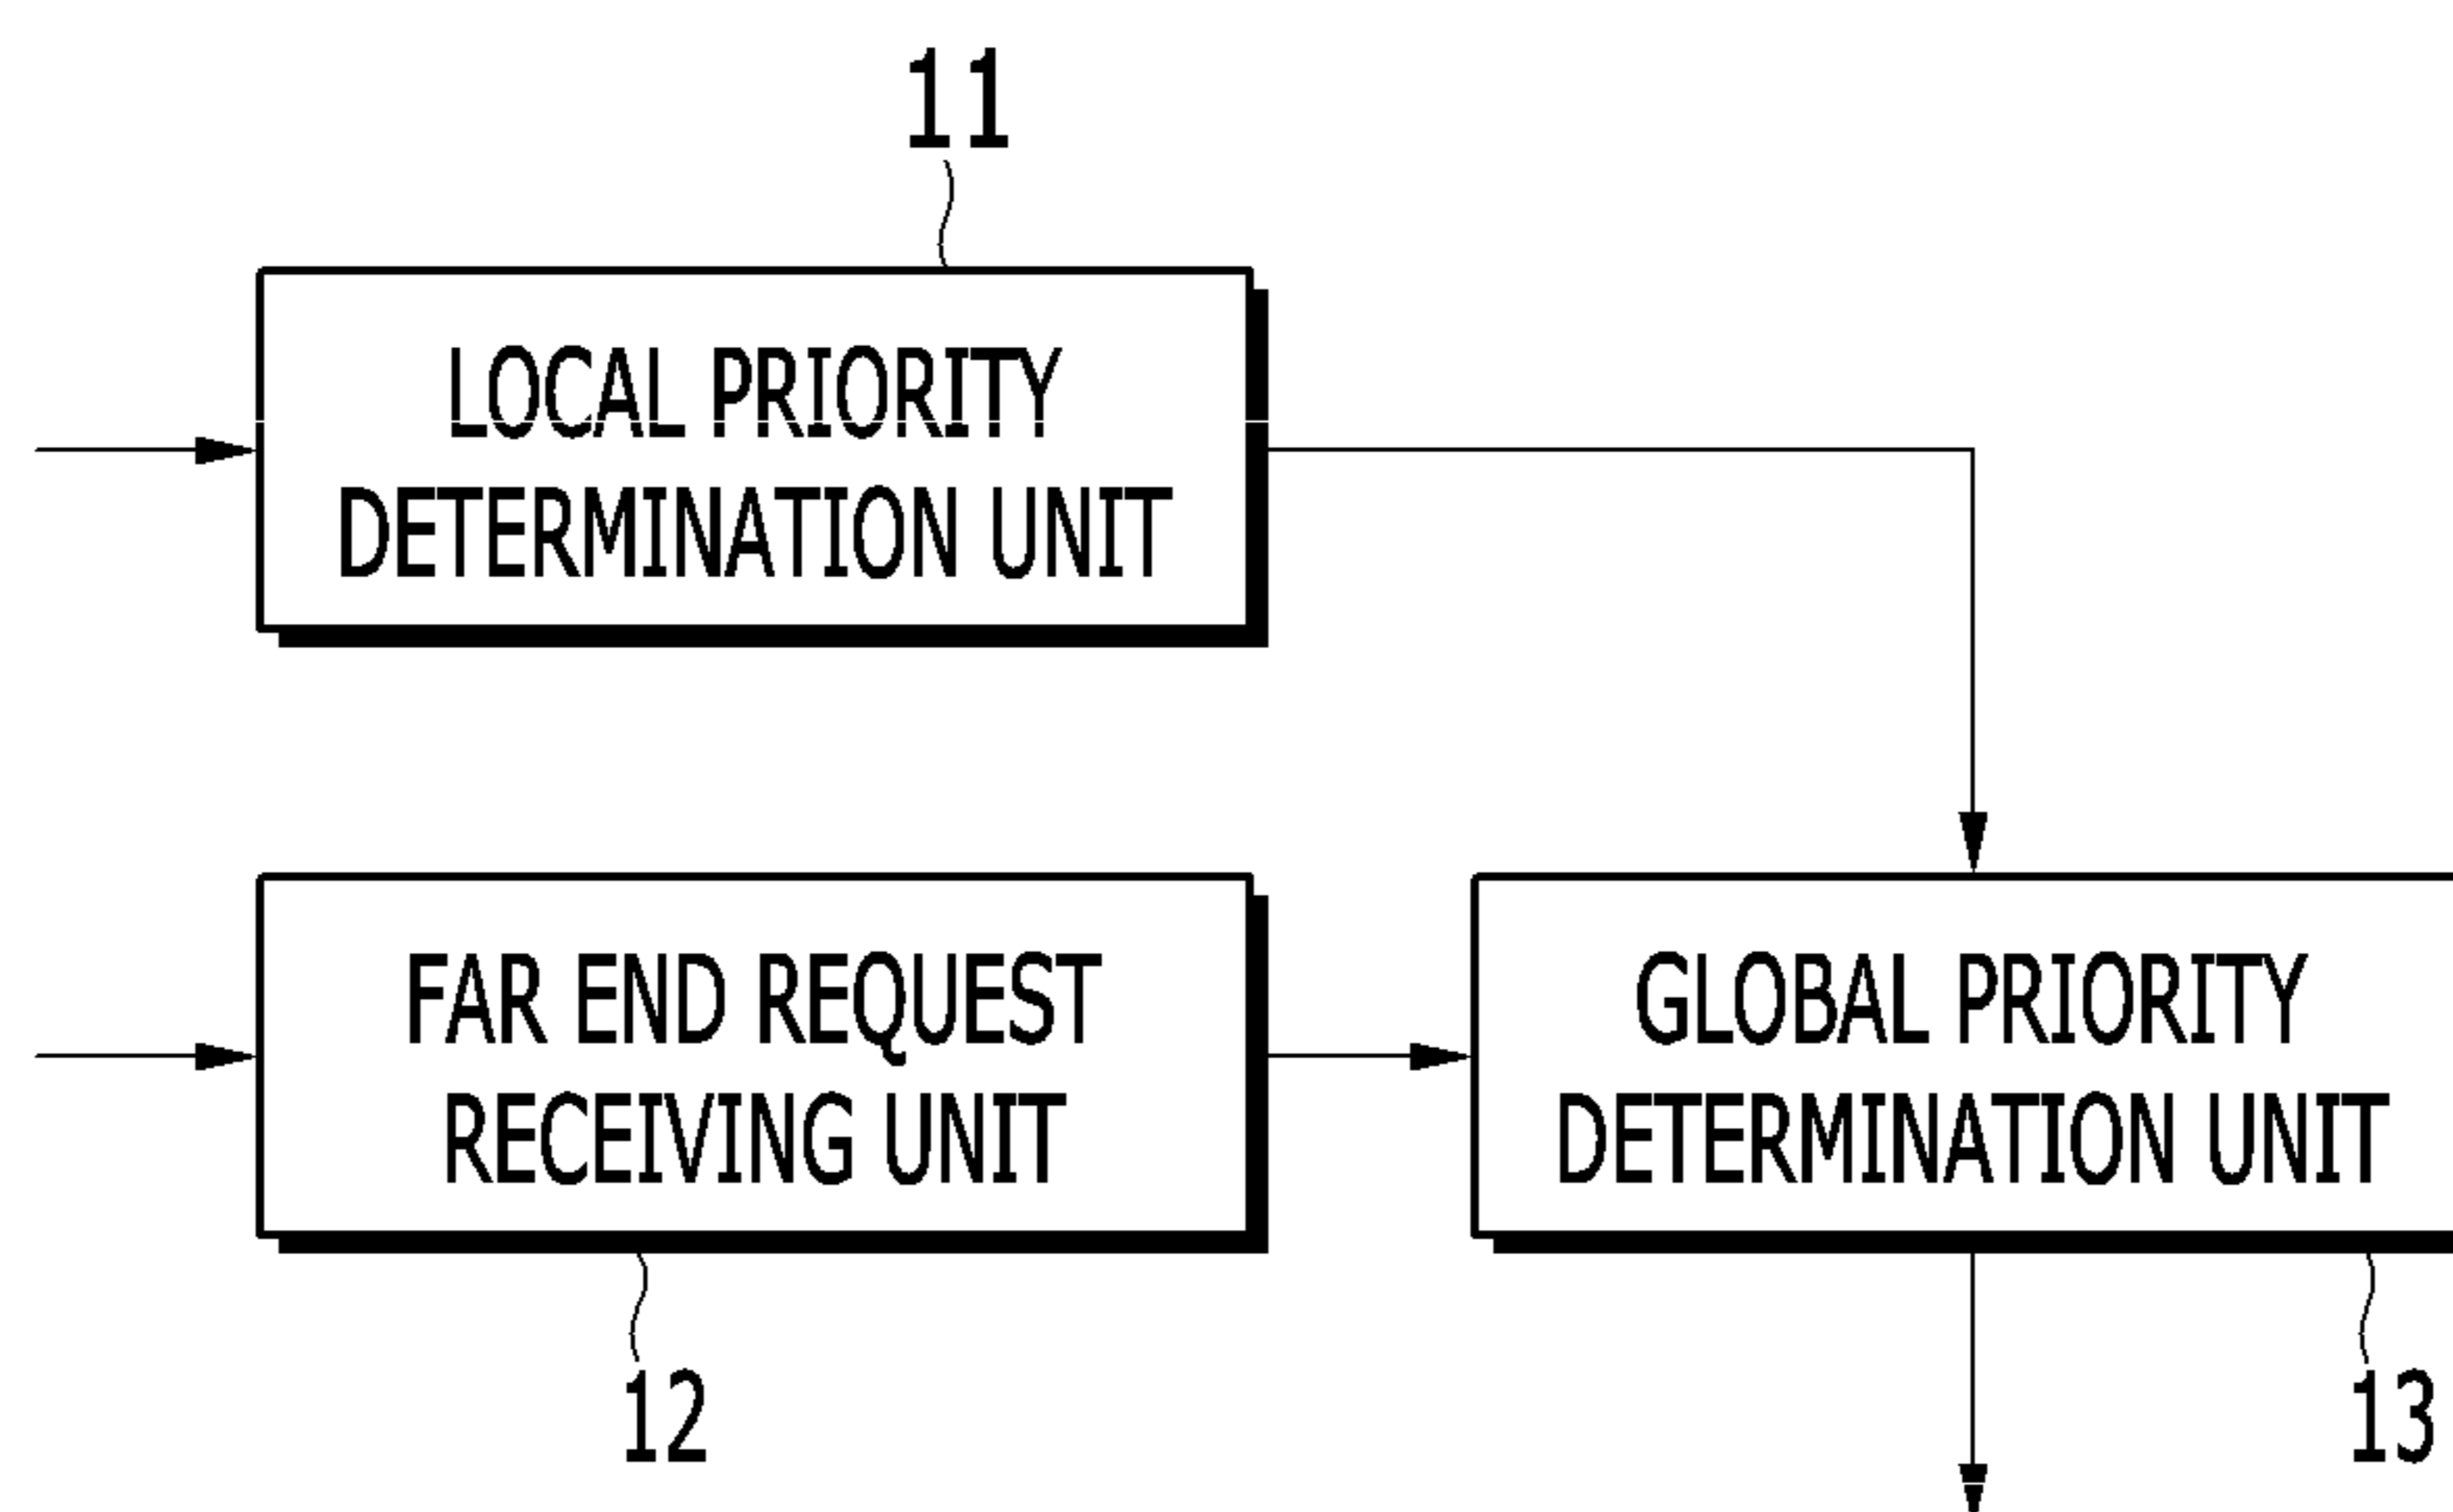 11
LOCAL PRIORITY
DETERMINATION UNIT
FAR END REQUEST
RECEIVING UNIT
GLOBAL PRIORITY
DETERMINATION UNIT
12
13